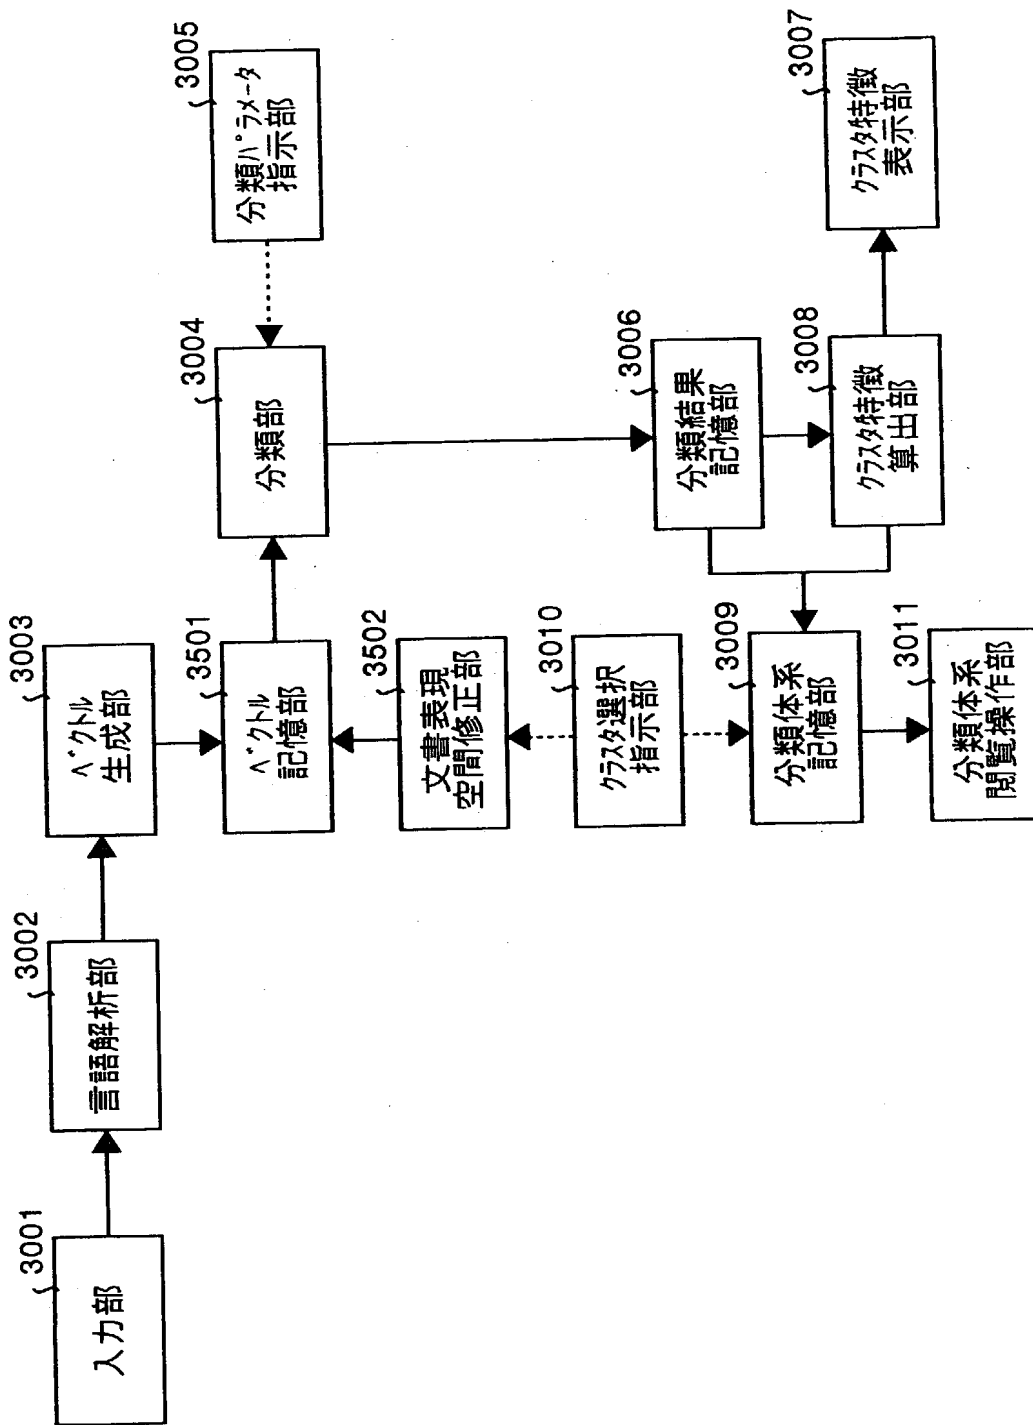 3001
入力部
3002
言語解析部
3003
ベクトル
生成部
3501
ベクトル
記憶部
3502
文書表現
空間修正部
3010
クラスタ選択
指示部
3009
分類体系
記憶部
3011
分類体系
閲覧操作部
3004
分類部
3005
分類パラメータ
指示部
3006
分類結果
記憶部
3008
クラスタ特徴
算出部
3007
クラスタ特徴
表示部